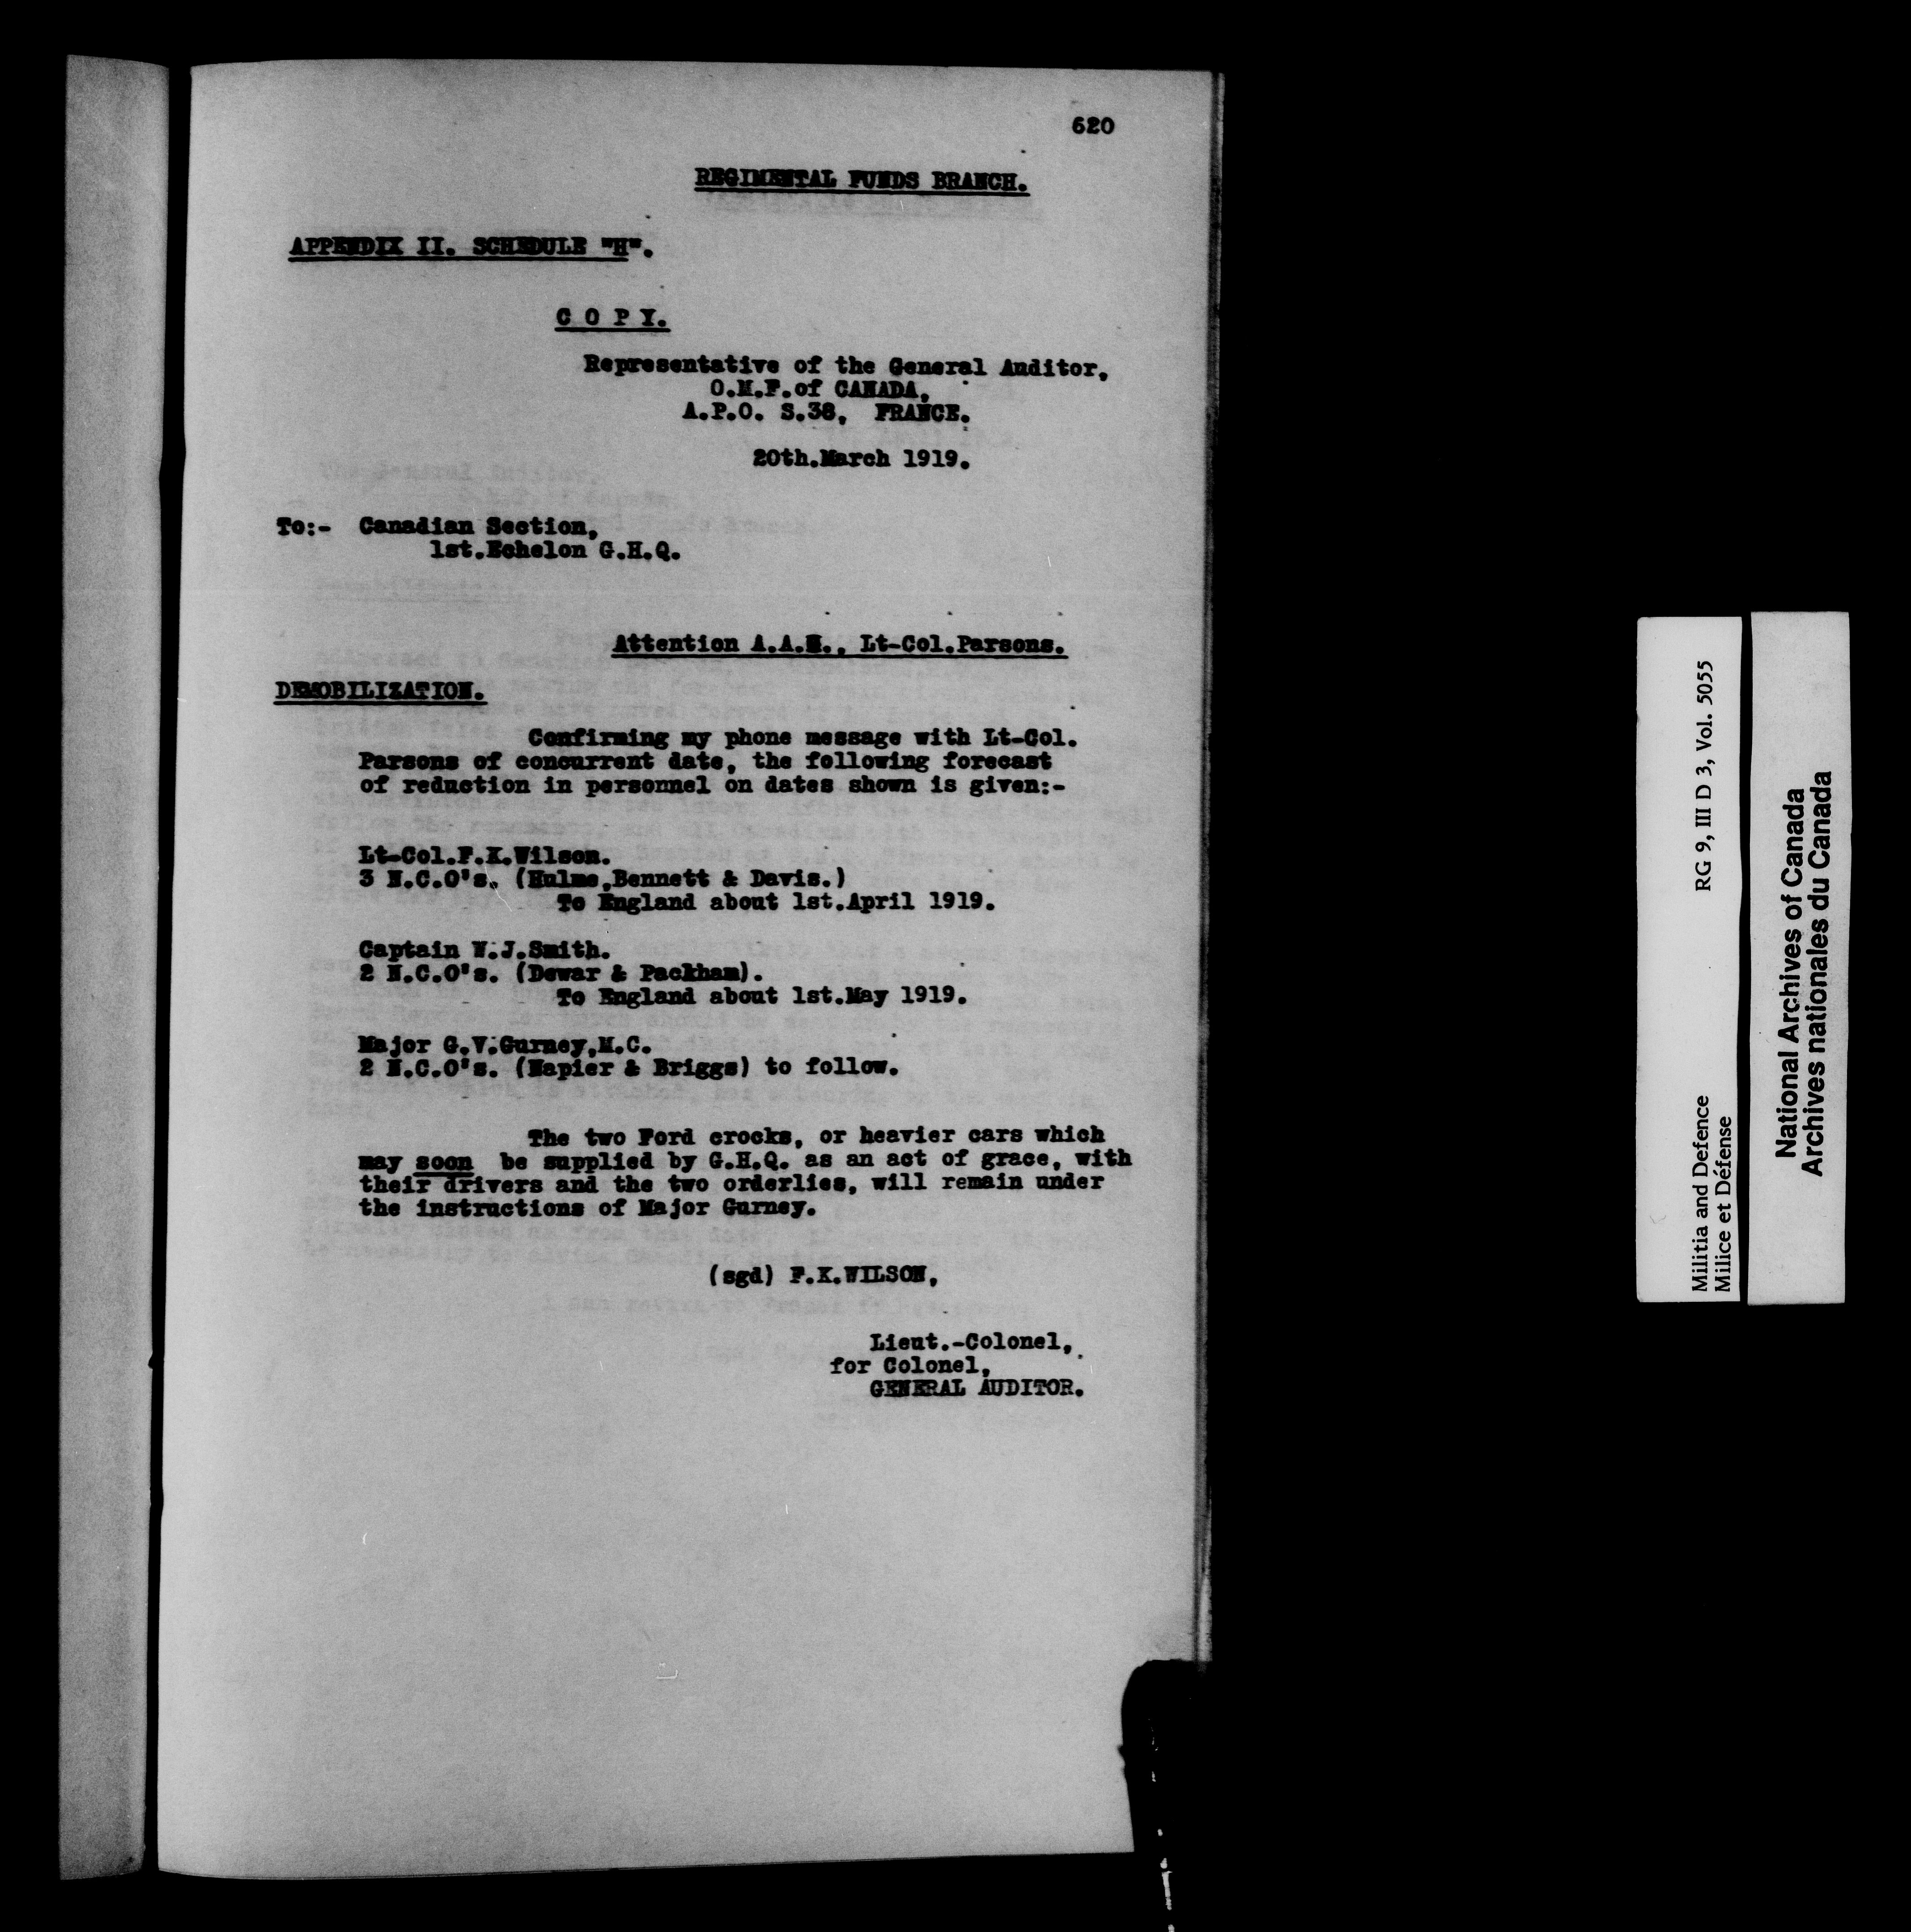 620
REGIMENTAL FUNDS BRANCH.
APPENDIX II. SCHEDULE "H".
C O P Y.
Representative of the General Auditor,
O.M.F.of CANADA,
A.P.O. S.38, FRANCE.
20th.March 1919.
To:- Canadian Section,
1st.Echelon G.H.Q.
Attention A.A.G., Lt-Col.Parsons.
DEMOBILIZATION.
Confirming my phone message with Lt-Col.
Parsons of concurrent date, the following forecast
of reduction in personnel on dates shown is given:-
Lt-Col.F.K.Wilson.
3 N.C.O's. (Hulme,Bennett & Davis.)
To England about 1st.April 1919.
Captain W.J.Smith.
2 N.C.O's. (Dewar & Packham).
To England about 1st.May 1919.
Major G.V.Gurney,M.C.
2 N.C.O's. (Napier & Briggs) to follow.
The two Ford crocks, or heavier cars which
may soon be supplied by G.H.Q. as an act of grace, with
their drivers and the two orderlies, will remain under
the instructions of Major Gurney.
(sgd) F.K.WILSON,
Lieut.-Colonel,
for Colonel,
GENERAL AUDITOR.
Militia and Defence RG 9, III D 3, Vol. 5055
Milice et Défense
National Archives of Canada
Archives nationales du Canada